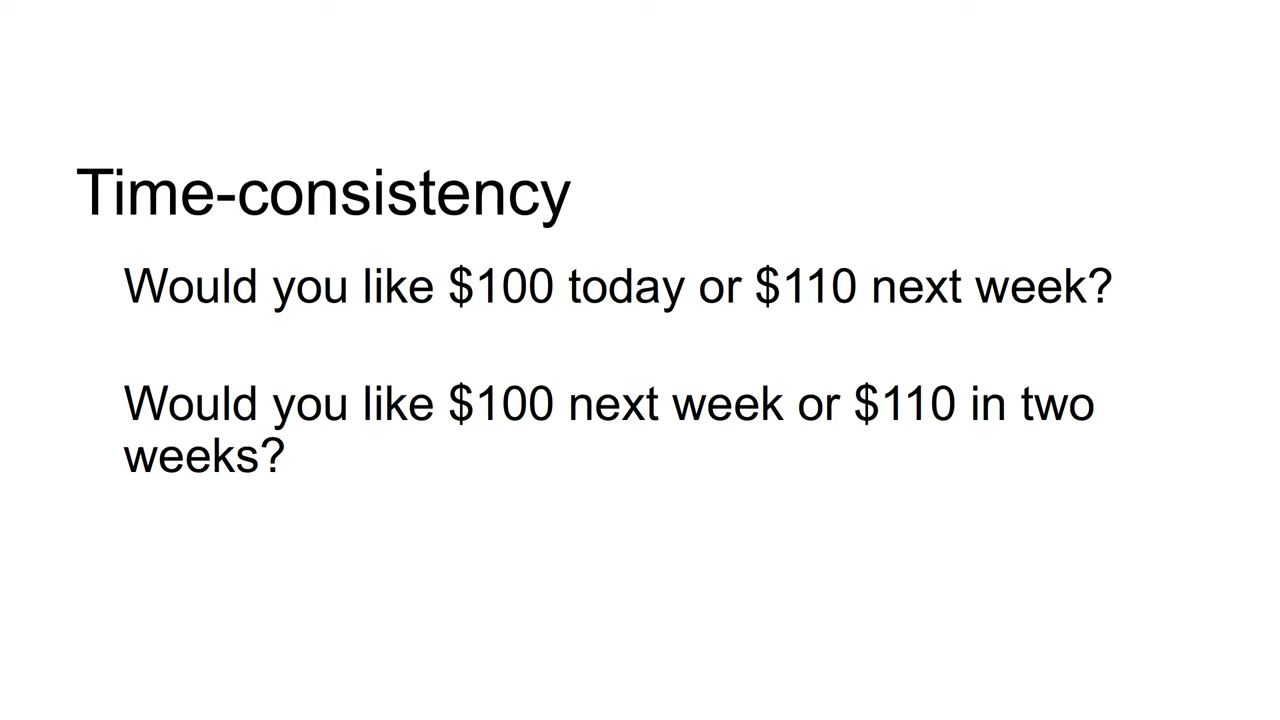 Time-consistency
Would you like $100 today or $110 next week?
Would you like $100 next week or $110 in two
weeks?